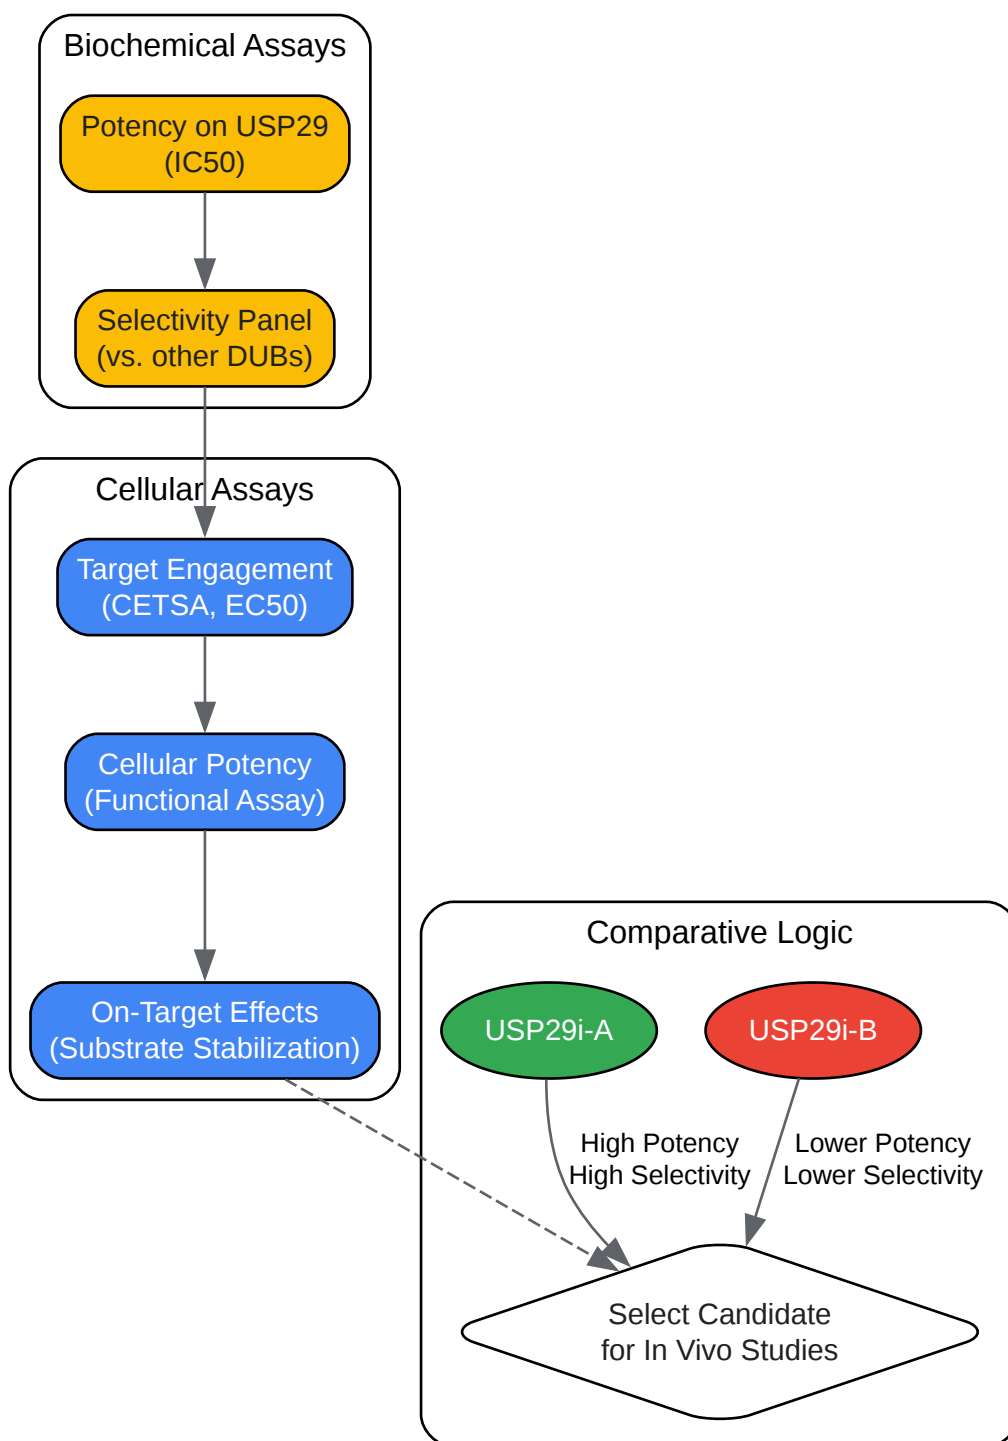 Biochemical Assays
Potency on USP29
(IC50)
Selectivity Panel
(vs. other DUBs)
Cellular Assays
Target Engagement
(CETSA, EC50)
Cellular Potency
(Functional Assay)
On-Target Effects
(Substrate Stabilization)
Comparative Logic
USP29i-A
USP29i-B
High Potency
High Selectivity
Lower Potency
Lower Selectivity
Select Candidate
for In Vivo Studies